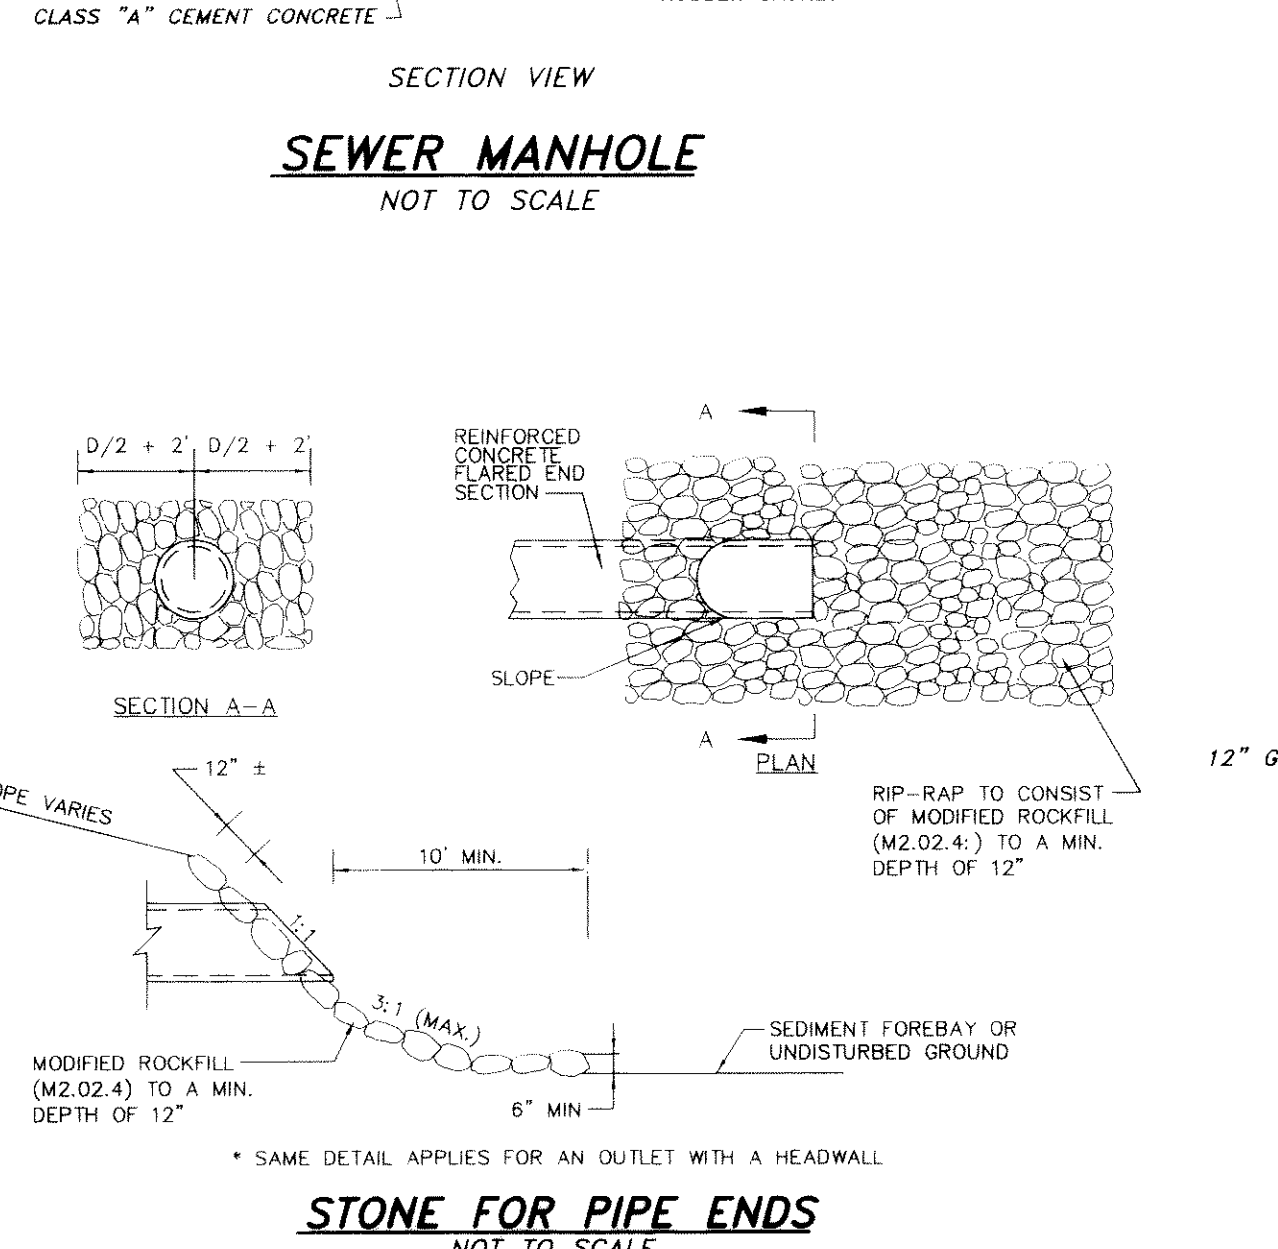 CLASS "A" CEMENT CONCRETE
SECTION VIEW
SEWER MANHOLE
NOT TO SCALE
D/2 + 2' D/2 + 2'
SECTION A-A
REINFORCED
CONCRETE
FLARED END
SECTION
A
SLOPE
A
PLAN
12" G
RIP-RAP TO CONSIST
OF MODIFIED ROCKFILL
(M2.02.4:) TO A MIN.
DEPTH OF 12"
12" ±
VARIES
10' MIN.
1:1
3:1 (MAX.)
SEDIMENT FOREBAY OR
UNDISTURBED GROUND
MODIFIED ROCKFILL
(M2.02.4) TO A MIN.
DEPTH OF 12"
6" MIN
* SAME DETAIL APPLIES FOR AN OUTLET WITH A HEADWALL
STONE FOR PIPE ENDS
NOT TO SCALE